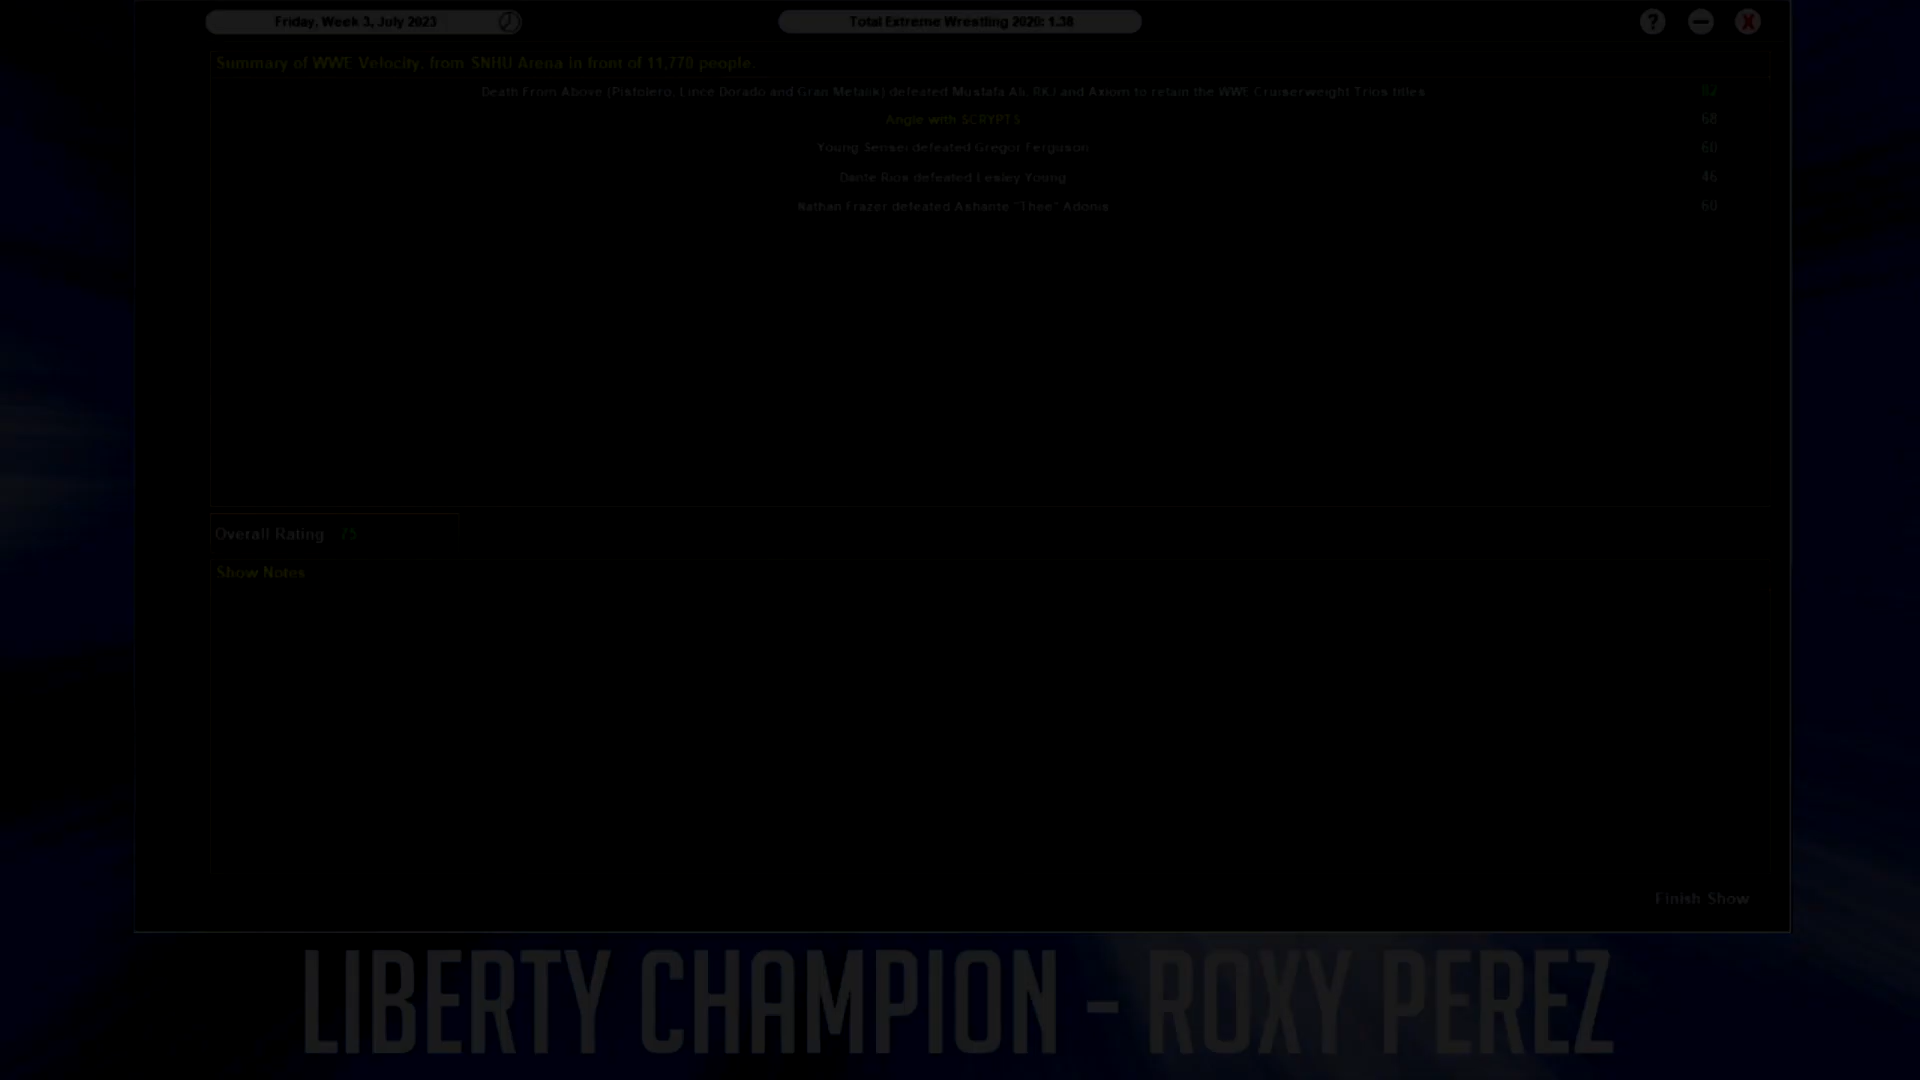 Friday, Week 3, July 2023
Total Extreme Wrestling 2020: 1.38
?
X
Summary of WWE Velocity, from SNHU Arena in front of 11,770 people.
Death From Above (Pistolero, Lince Dorado and Gran Metalik) defeated Mustafa Ali, RKJ and Axiom to retain the WWE Cruiserweight Trios titles 82
Angle with SCRYPTS 68
Young Sensei defeated Gregor Ferguson 60
Dante Rios defeated Lesley Young 46
Nathan Frazer defeated Ashante "Thee" Adonis 60
Overall Rating 75
Show Notes
Finish Show
LIBERTY CHAMPION - ROXY PEREZ